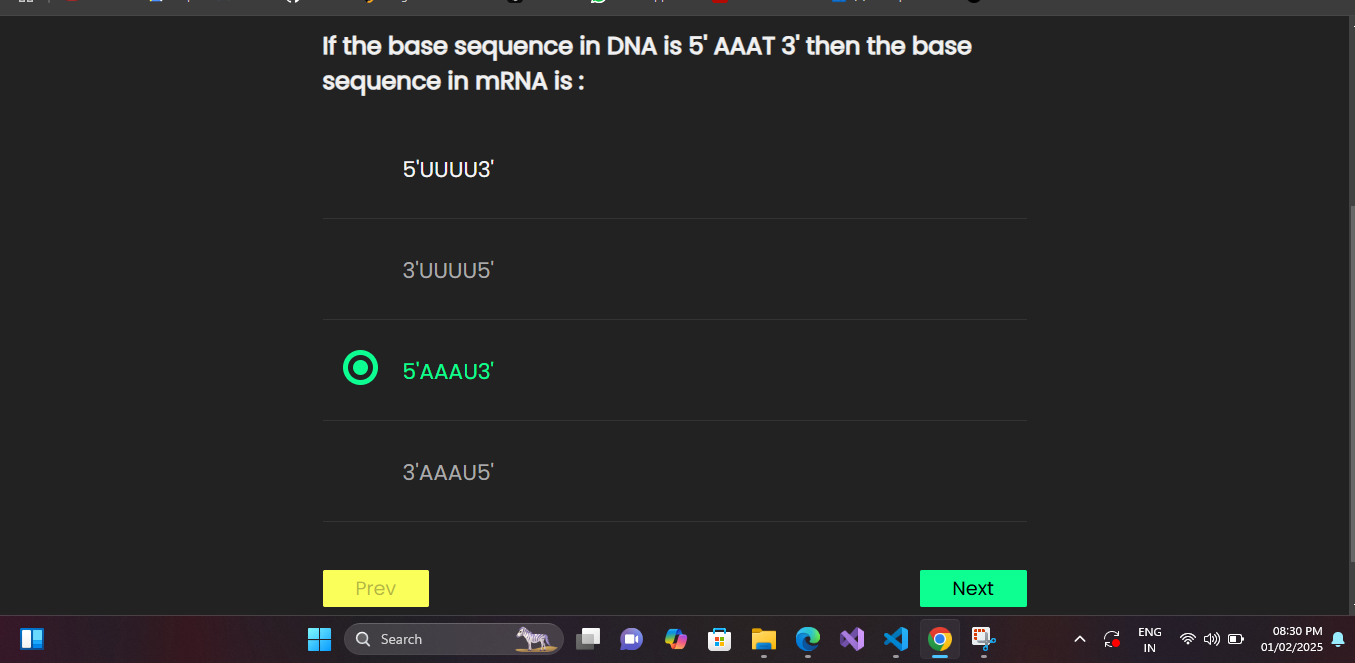 If the base sequence in DNA is 5' AAAT 3' then the base
sequence in mRNA is :
5'UUUU3'
3'UUUU5'
5'AAAU3'
3'AAAU5'
Prev
Next
Search
ENG
IN
08:30 PM
01/02/2025